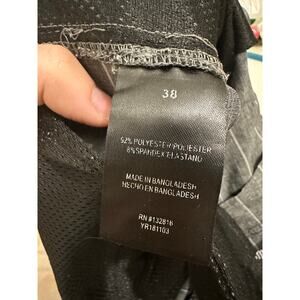 38
92% POLYESTER/POLIESTER
8% SPANDEX/ELASTANO
MADE IN BANGLADESH
HECHO EN BANGLADESH
RN #132816
YR181103